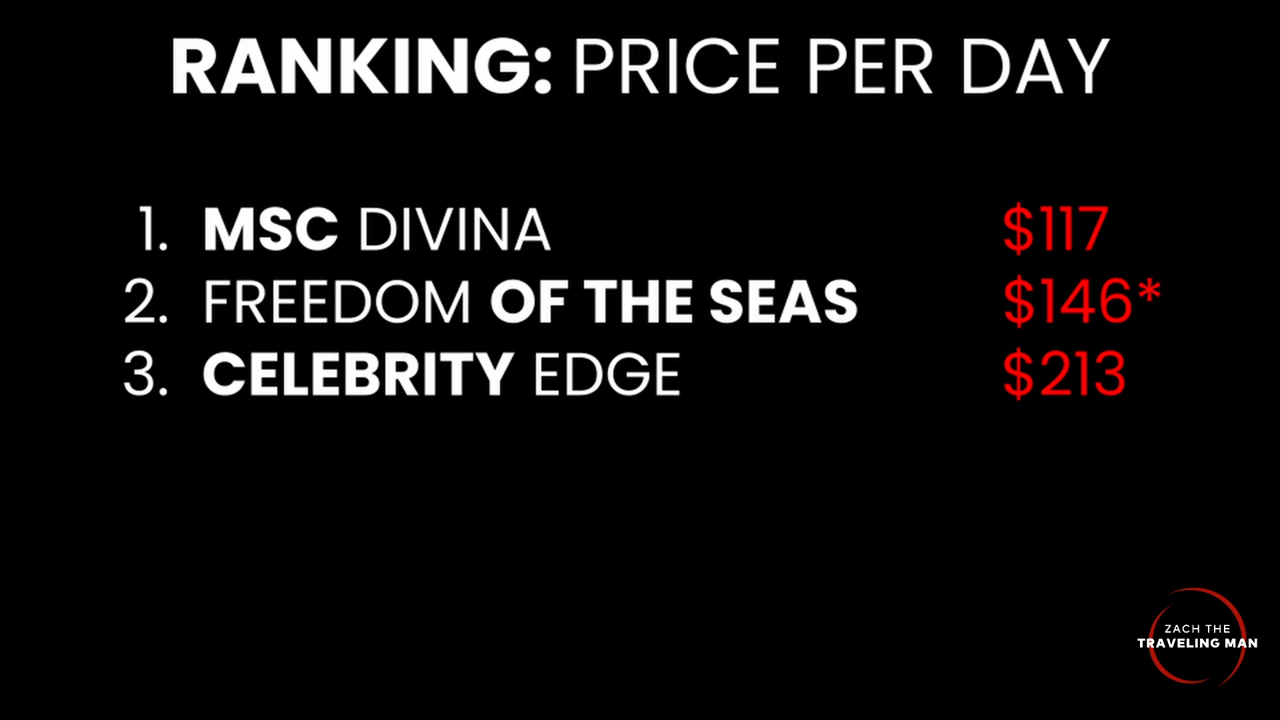 RANKING: PRICE PER DAY
1. MSC DIVINA $117
2. FREEDOM OF THE SEAS $146*
3. CELEBRITY EDGE $213
ZACH THE
TRAVELING MAN